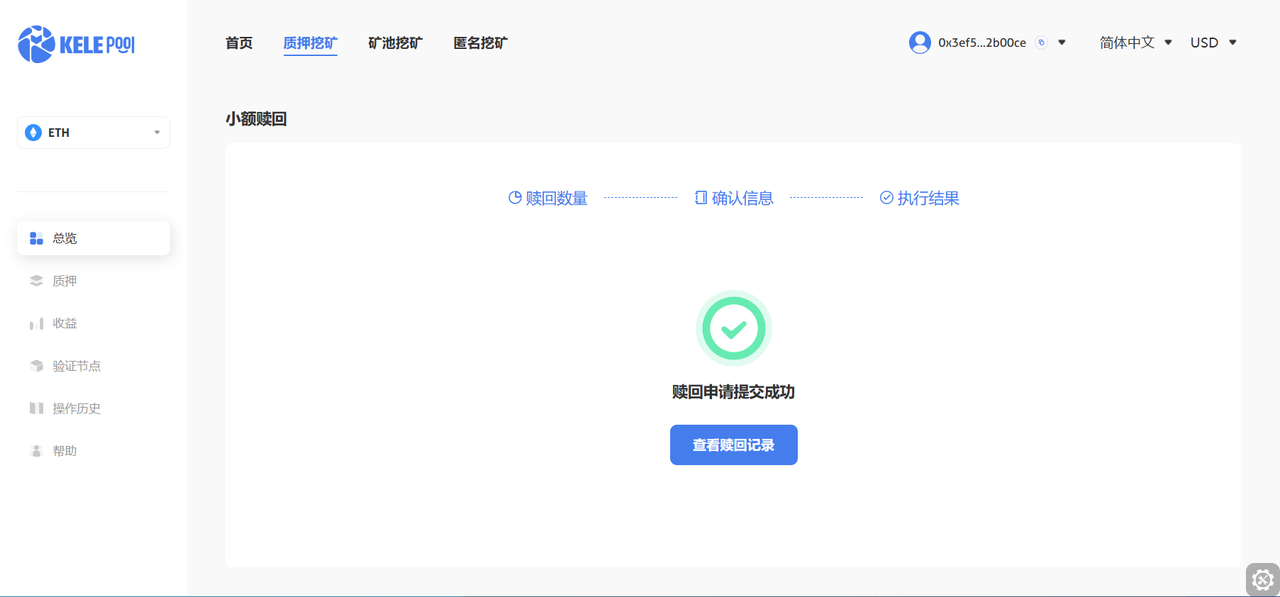 KELE POOl
首页 质押挖矿 矿池挖矿 匿名挖矿
0x3ef5...2b00ce 简体中文 USD
ETH
小额赎回
赎回数量 确认信息 执行结果
总览
质押
收益
验证节点
操作历史
帮助
赎回申请提交成功
查看赎回记录